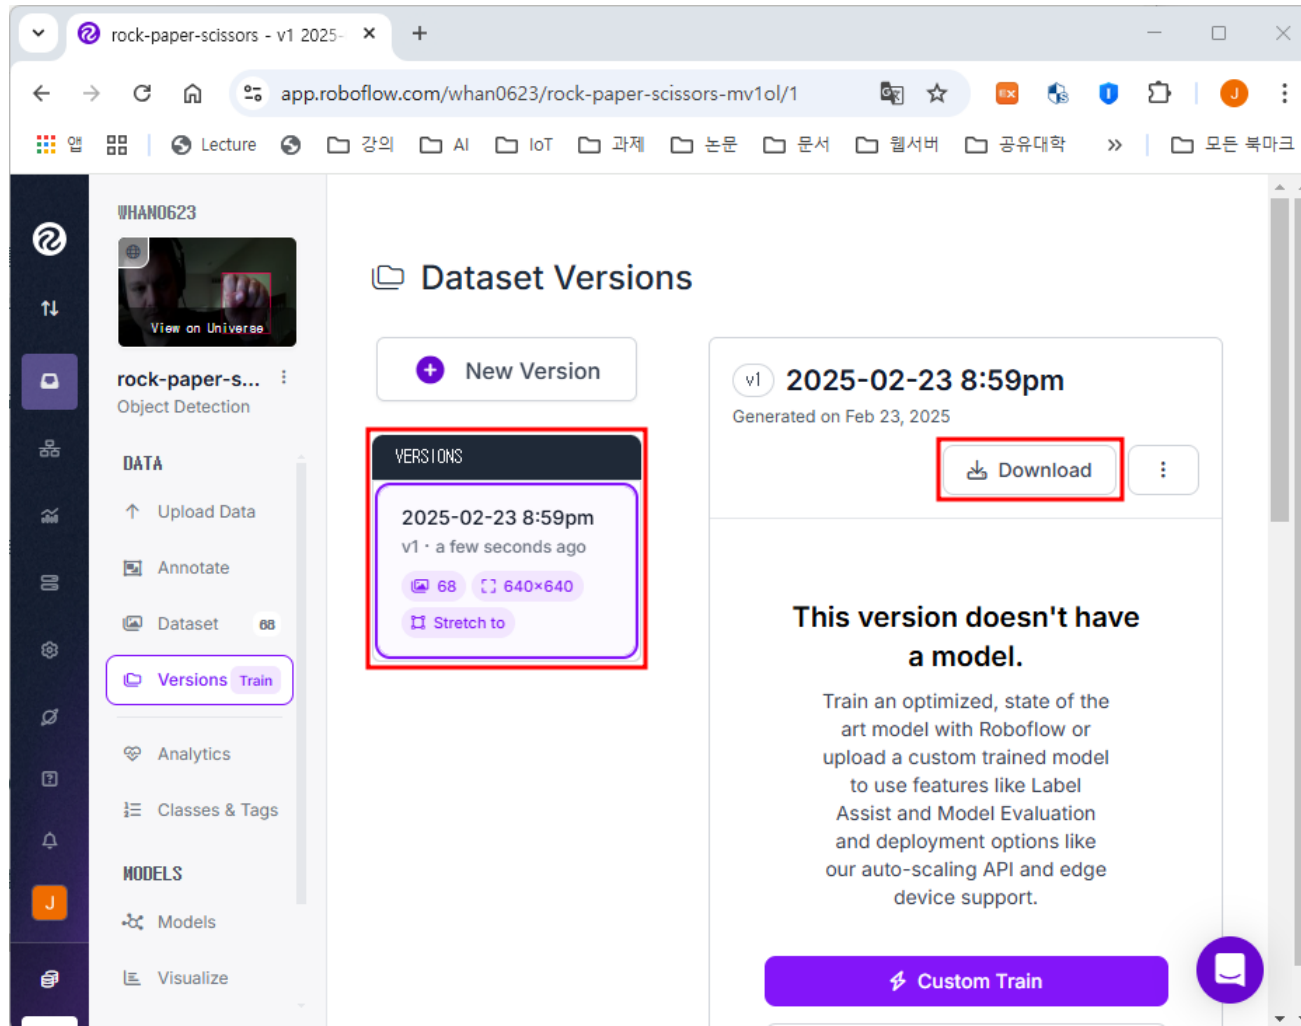 rock-paper-scissors - v1 2025-
app.roboflow.com/whan0623/rock-paper-scissors-mv1ol/1
EX
J
앱
Lecture
강의
AI
IoT
과제
논문
문서
웹서버
공유대학
모든 북마크
WHAN0623
View on Universe
rock-paper-s...
Object Detection
DATA
Upload Data
Annotate
Dataset 68
Versions Train
Analytics
Classes & Tags
MODELS
Models
Visualize
J
Dataset Versions
New Version
VERSIONS
2025-02-23 8:59pm
v1 · a few seconds ago
68 640×640
Stretch to
v1 2025-02-23 8:59pm
Generated on Feb 23, 2025
Download
This version doesn't have
a model.
Train an optimized, state of the
art model with Roboflow or
upload a custom trained model
to use features like Label
Assist and Model Evaluation
and deployment options like
our auto-scaling API and edge
device support.
Custom Train